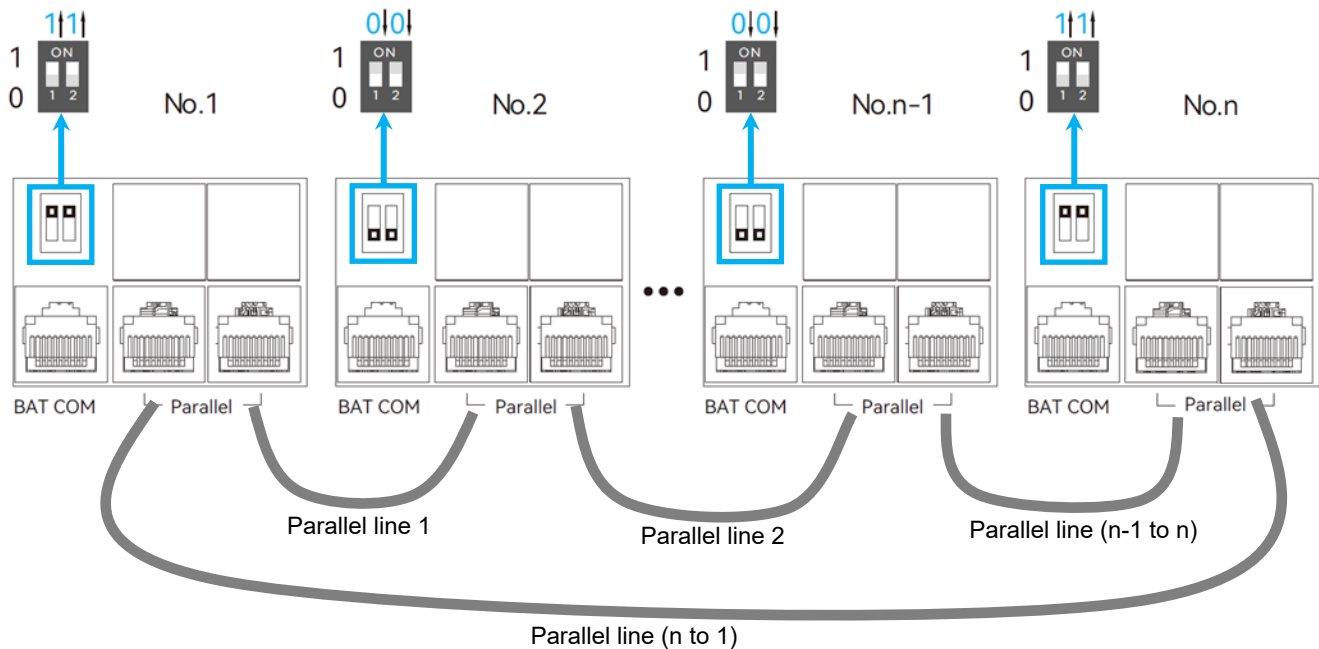 1↑1↑ 0↓0↓ 0↓0↓ 1↑1↑
1 ON 1 ON 1 ON 1 ON
0 1 2 0 1 2 0 1 2 0 1 2
No.1 No.2 No.n-1 No.n
•••
BAT COM Parallel BAT COM Parallel BAT COM Parallel BAT COM Parallel
Parallel line 1 Parallel line 2 Parallel line (n-1 to n)
Parallel line (n to 1)